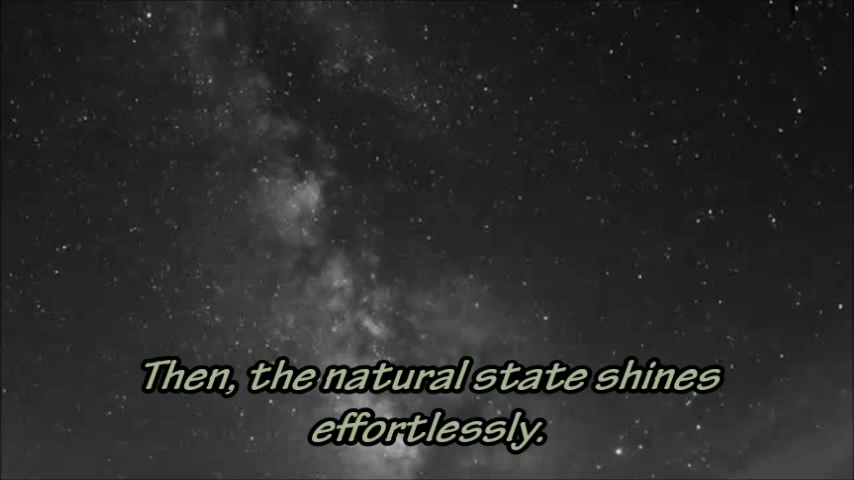 Then, the natural state shines
effortlessly.